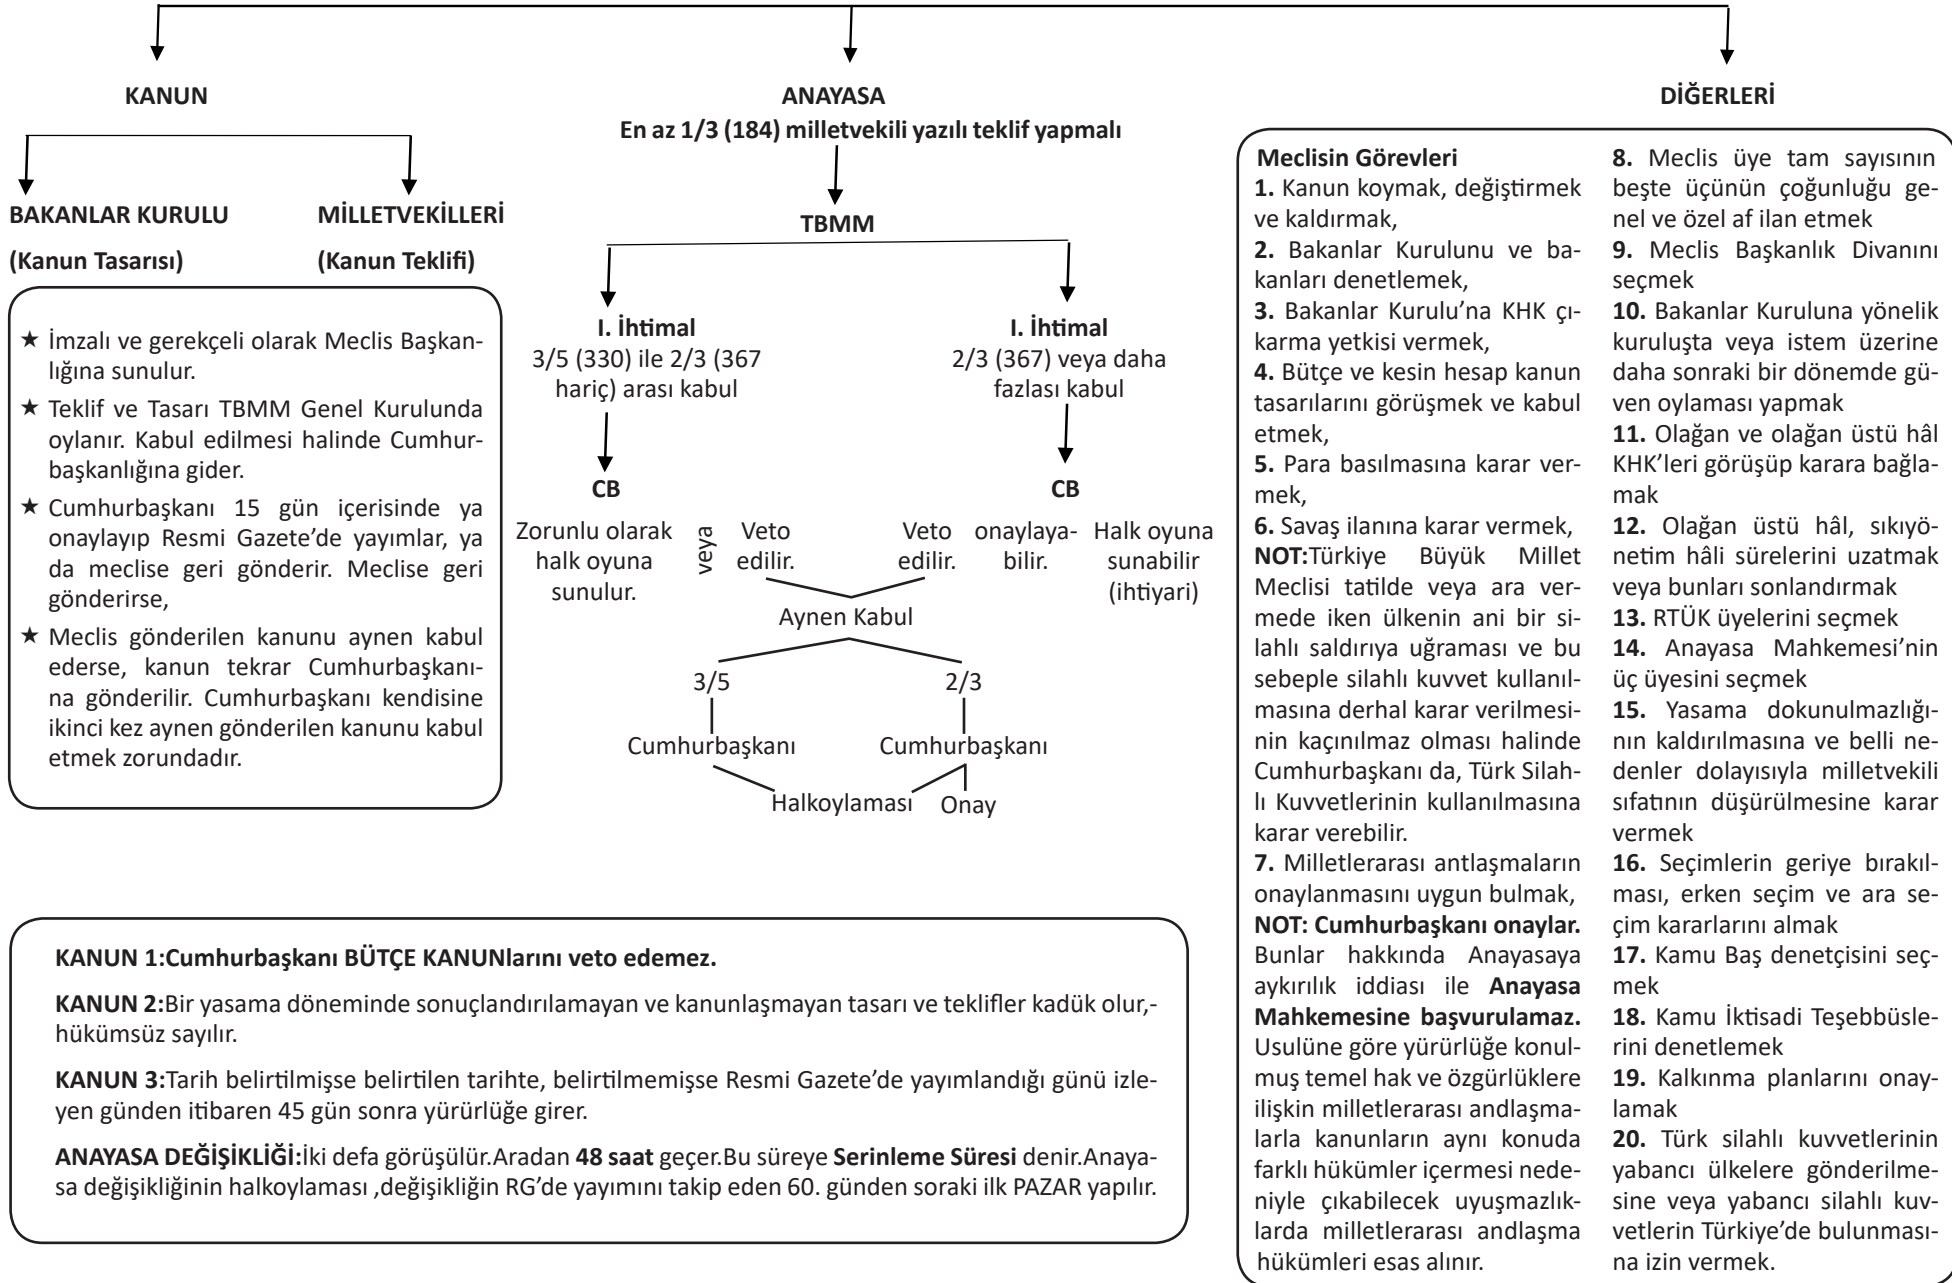 KANUN
BAKANLAR KURULU
(Kanun Tasarısı)
MİLLETVEKİLLERİ
(Kanun Teklifi)
★ İmzalı ve gerekçeli olarak Meclis Başkan-
lığına sunulur.
★ Teklif ve Tasarı TBMM Genel Kurulunda
oylanır. Kabul edilmesi halinde Cumhur-
başkanlığına gider.
★ Cumhurbaşkanı 15 gün içerisinde ya
onaylayıp Resmi Gazete’de yayımlar, ya
da meclise geri gönderir. Meclise geri
gönderirse,
★ Meclis gönderilen kanunu aynen kabul
ederse, kanun tekrar Cumhurbaşkanı-
na gönderilir. Cumhurbaşkanı kendisine
ikinci kez aynen gönderilen kanunu kabul
etmek zorundadır.
ANAYASA
En az 1/3 (184) milletvekili yazılı teklif yapmalı
TBMM
I. İhtimal
3/5 (330) ile 2/3 (367
hariç) arası kabul
CB
Zorunlu olarak
halk oyuna
sunulur.
veya
Veto
edilir.
I. İhtimal
2/3 (367) veya daha
fazlası kabul
CB
Veto
edilir.
onaylaya-
bilir.
Halk oyuna
sunabilir
(ihtiyari)
Aynen Kabul
3/5
2/3
Cumhurbaşkanı
Cumhurbaşkanı
Halkoylaması
Onay
KANUN 1:Cumhurbaşkanı BÜTÇE KANUNlarını veto edemez.
KANUN 2:Bir yasama döneminde sonuçlandırılamayan ve kanunlaşmayan tasarı ve teklifler kadük olur,-
hükümsüz sayılır.
KANUN 3:Tarih belirtilmişse belirtilen tarihte, belirtilmemişse Resmi Gazete’de yayımlandığı günü izle-
yen günden itibaren 45 gün sonra yürürlüğe girer.
ANAYASA DEĞİŞİKLİĞİ:İki defa görüşülür.Aradan 48 saat geçer.Bu süreye Serinleme Süresi denir.Anaya-
sa değişikliğinin halkoylaması ,değişikliğin RG’de yayımını takip eden 60. günden soraki ilk PAZAR yapılır.
DİĞERLERİ
Meclisin Görevleri
1. Kanun koymak, değiştirmek
ve kaldırmak,
2. Bakanlar Kurulunu ve ba-
kanları denetlemek,
3. Bakanlar Kurulu’na KHK çı-
karma yetkisi vermek,
4. Bütçe ve kesin hesap kanun
tasarılarını görüşmek ve kabul
etmek,
5. Para basılmasına karar ver-
mek,
6. Savaş ilanına karar vermek,
NOT:Türkiye Büyük Millet
Meclisi tatilde veya ara ver-
mede iken ülkenin ani bir si-
lahlı saldırıya uğraması ve bu
sebeple silahlı kuvvet kullanıl-
masına derhal karar verilmesi-
nin kaçınılmaz olması halinde
Cumhurbaşkanı da, Türk Silah-
lı Kuvvetlerinin kullanılmasına
karar verebilir.
7. Milletlerarası antlaşmaların
onaylanmasını uygun bulmak,
NOT: Cumhurbaşkanı onaylar.
Bunlar hakkında Anayasaya
aykırılık iddiası ile Anayasa
Mahkemesine başvurulamaz.
Usulüne göre yürürlüğe konul-
muş temel hak ve özgürlüklere
ilişkin milletlerarası andlaşma-
larla kanunların aynı konuda
farklı hükümler içermesi nede-
niyle çıkabilecek uyuşmazlık-
larda milletlerarası andlaşma
hükümleri esas alınır.
8. Meclis üye tam sayısının
beşte üçünün çoğunluğu ge-
nel ve özel af ilan etmek
9. Meclis Başkanlık Divanını
seçmek
10. Bakanlar Kuruluna yönelik
kuruluşta veya istem üzerine
daha sonraki bir dönemde gü-
ven oylaması yapmak
11. Olağan ve olağan üstü hâl
KHK’leri görüşüp karara bağla-
mak
12. Olağan üstü hâl, sıkıyö-
netim hâli sürelerini uzatmak
veya bunları sonlandırmak
13. RTÜK üyelerini seçmek
14. Anayasa Mahkemesi’nin
üç üyesini seçmek
15. Yasama dokunulmazlığı-
nın kaldırılmasına ve belli ne-
denler dolayısıyla milletvekili
sıfatının düşürülmesine karar
vermek
16. Seçimlerin geriye bırakıl-
ması, erken seçim ve ara se-
çim kararlarını almak
17. Kamu Baş denetçisini seç-
mek
18. Kamu İktisadi Teşebbüsle-
rini denetlemek
19. Kalkınma planlarını onay-
lamak
20. Türk silahlı kuvvetlerinin
yabancı ülkelere gönderilme-
sine veya yabancı silahlı kuv-
vetlerin Türkiye’de bulunması-
na izin vermek.